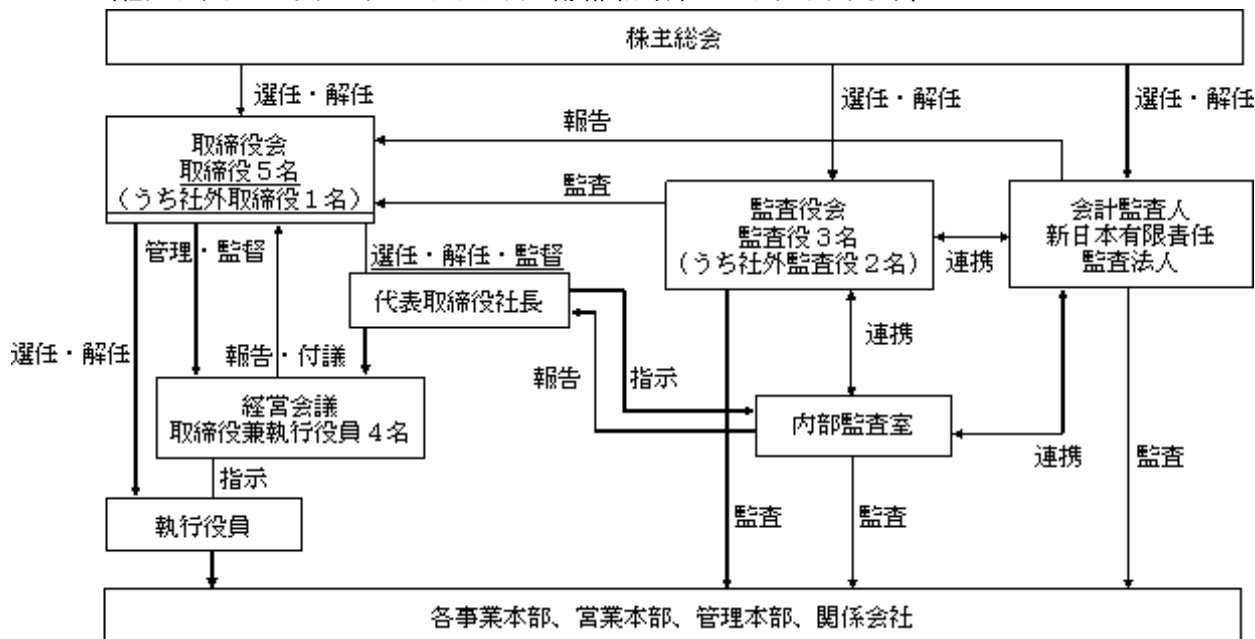 株主総会
選任・解任
選任・解任
選任・解任
報告
取締役会
取締役5名
(うち社外取締役1名)
監査
監査役会
監査役3名
(うち社外監査役2名)
連携
会計監査人
新日本有限責任
監査法人
管理・監督
選任・解任・監督
代表取締役社長
選任・解任
報告・付議
報告
指示
連携
経営会議
取締役兼執行役員4名
内部監査室
連携
監査
指示
執行役員
監査
監査
各事業本部、営業本部、管理本部、関係会社